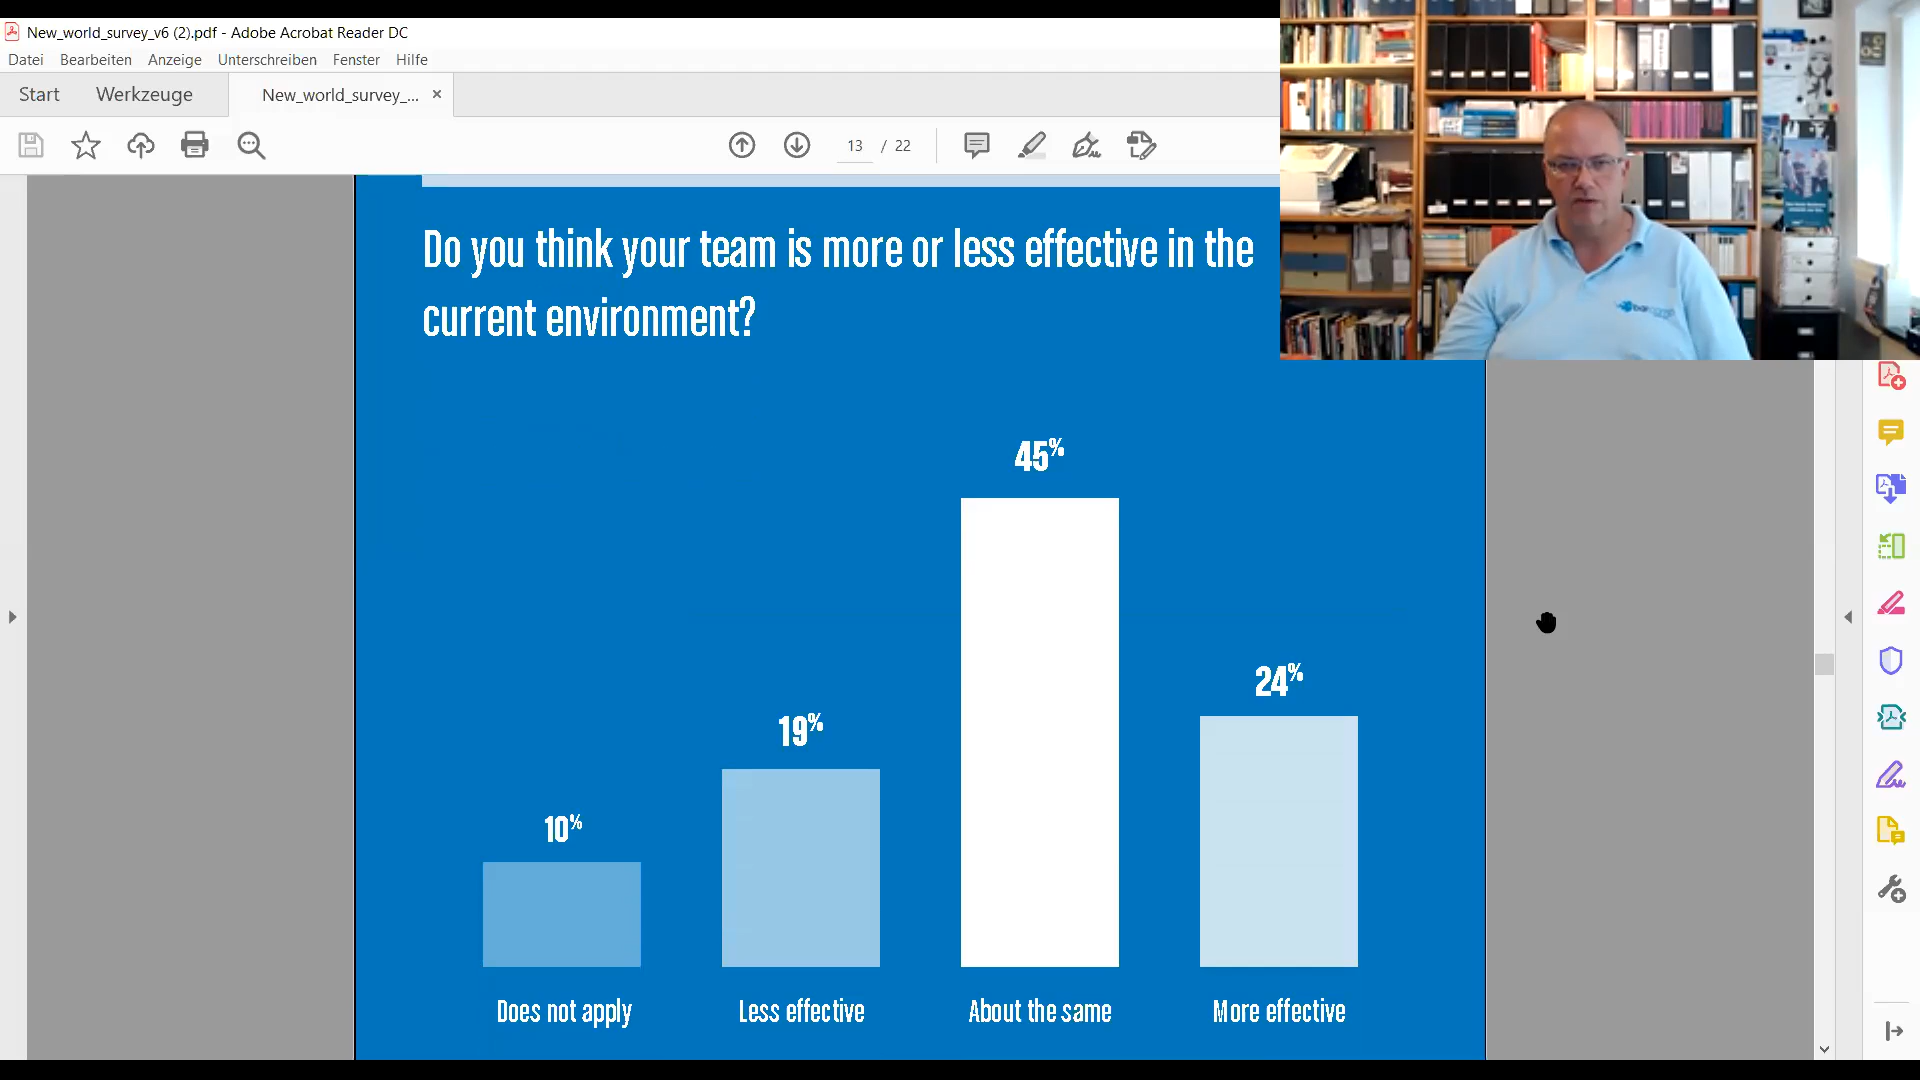 New_world_survey_v6 (2).pdf - Adobe Acrobat Reader DC
Datei Bearbeiten Anzeige Unterschreiben Fenster Hilfe
Start Werkzeuge New_world_survey_... ×
13 / 22
Do you think your team is more or less effective in the
current environment?
45%
24%
19%
10%
Does not apply Less effective About the same More effective